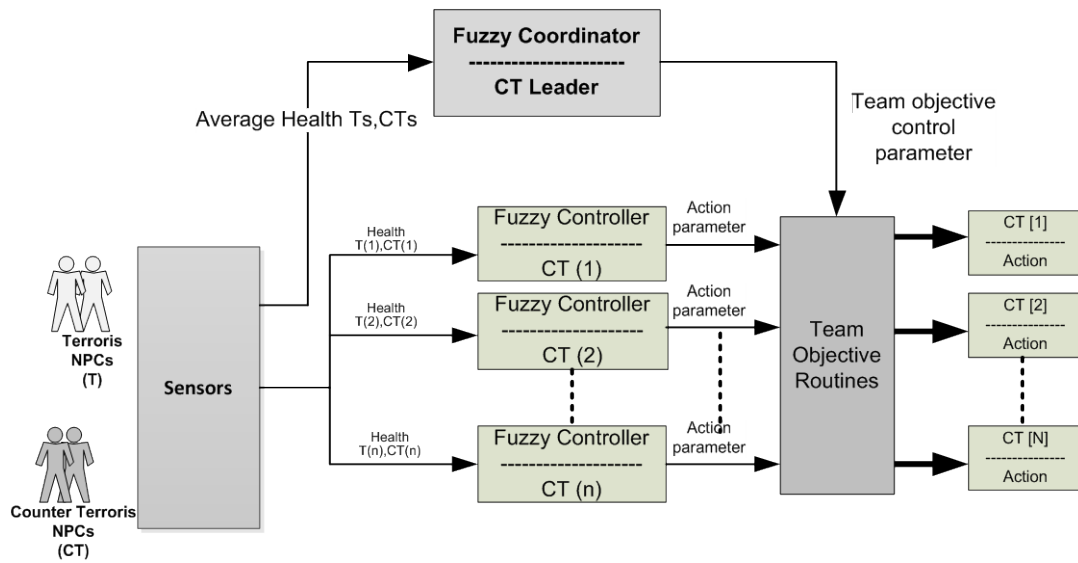 Fuzzy Coordinator
------------------------
CT Leader
Average Health Ts,CTs
Team objective
control
parameter
Terroris
NPCs
(T)
Counter Terroris
NPCs
(CT)
Sensors
Health
T(1),CT(1)
Health
T(2),CT(2)
Health
T(n),CT(n)
Fuzzy Controller
------------------------
CT (1)
Fuzzy Controller
------------------------
CT (2)
Fuzzy Controller
------------------------
CT (n)
Action
parameter
Action
parameter
Action
parameter
Team
Objective
Routines
CT [1]
----------------
Action
CT [2]
----------------
Action
CT [N]
----------------
Action